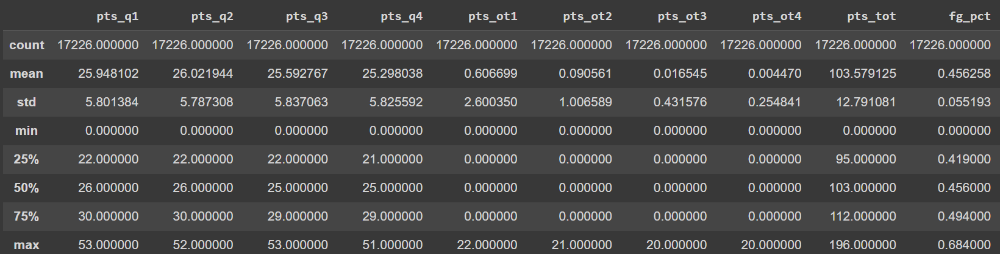 pts_q1 pts_q2 pts_q3 pts_q4 pts_ot1 pts_ot2 pts_ot3 pts_ot4 pts_tot fg_pct
count 17226.000000 17226.000000 17226.000000 17226.000000 17226.000000 17226.000000 17226.000000 17226.000000 17226.000000 17226.000000
mean 25.948102 26.021944 25.592767 25.298038 0.606699 0.090561 0.016545 0.004470 103.579125 0.456258
std 5.801384 5.787308 5.837063 5.825592 2.600350 1.006589 0.431576 0.254841 12.791081 0.055193
min 0.000000 0.000000 0.000000 0.000000 0.000000 0.000000 0.000000 0.000000 0.000000 0.000000
25% 22.000000 22.000000 22.000000 21.000000 0.000000 0.000000 0.000000 0.000000 95.000000 0.419000
50% 26.000000 26.000000 25.000000 25.000000 0.000000 0.000000 0.000000 0.000000 103.000000 0.456000
75% 30.000000 30.000000 29.000000 29.000000 0.000000 0.000000 0.000000 0.000000 112.000000 0.494000
max 53.000000 52.000000 53.000000 51.000000 22.000000 21.000000 20.000000 20.000000 196.000000 0.684000